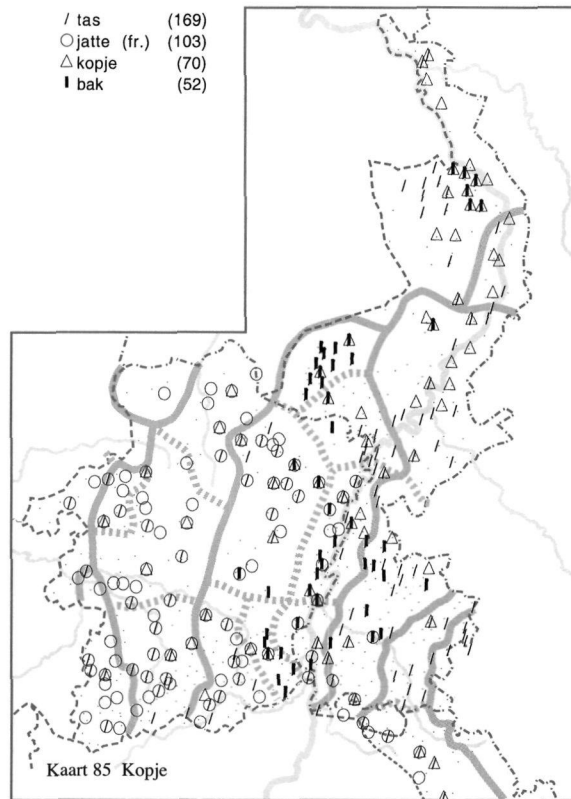 / tas (169)
○ jatte (fr.) (103)
△ kopje (70)
▮ bak (52)
Kaart 85 Kopje